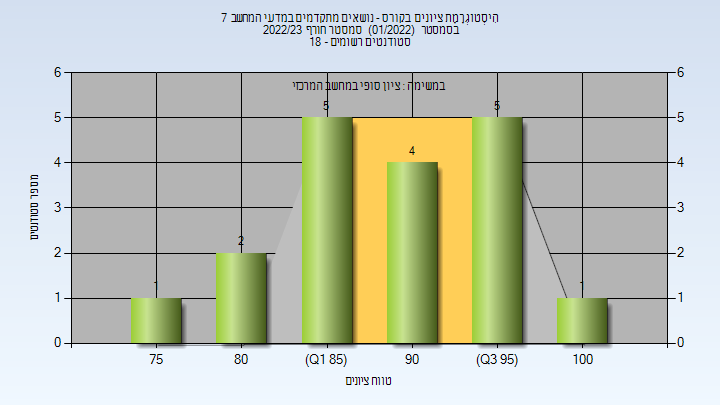 הִיסְטוֹגְרַמַת ציונים בקורס - נושאים מתקדמים במדעי המחשב 7
בסמסטר (01/2022) סמסטר חורף 2022/23
סטודנטים רשומים - 18
במשימה : ציון סופי במחשב המרכזי
מספר סטודנטים
6 6
5 5
4 4
3 3
2 2
1 1
0 0
1 2 5 4 5 1
75 80 (Q1 85) 90 (Q3 95) 100
טווח ציונים